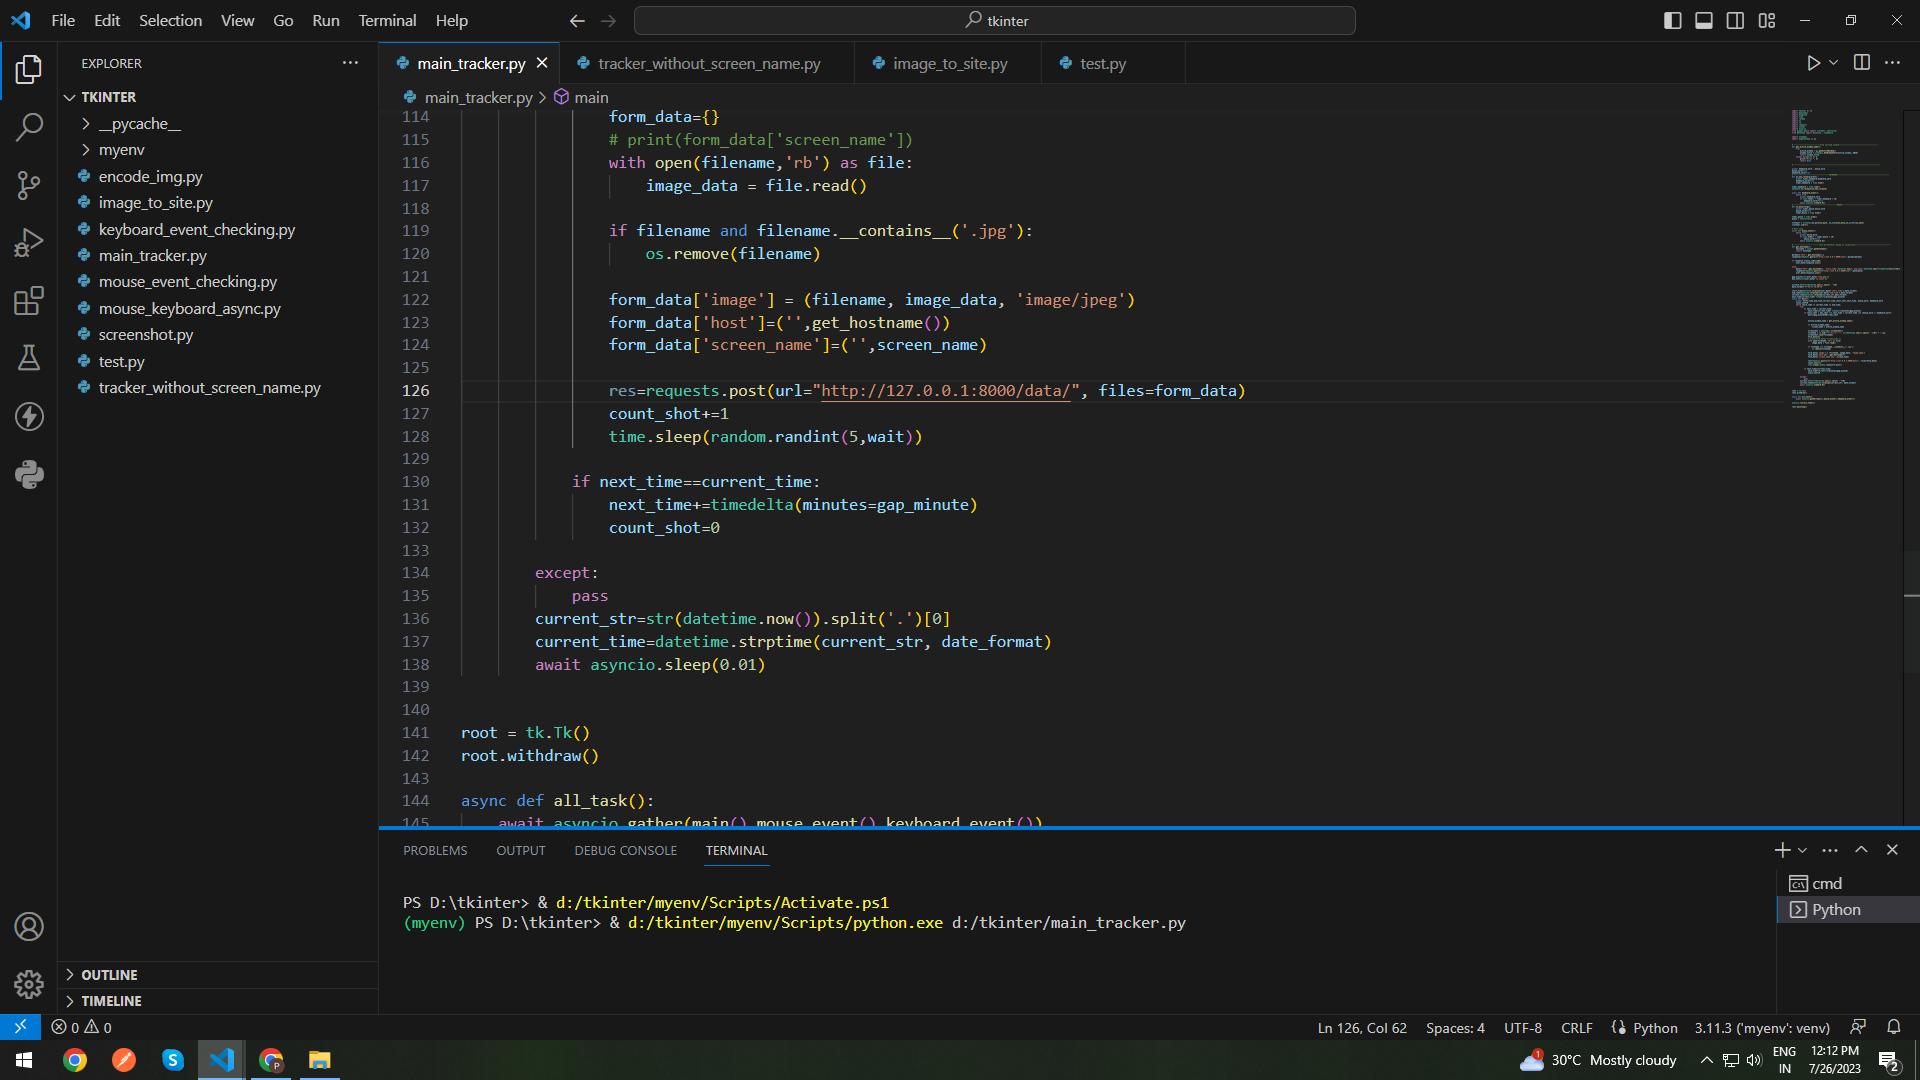 File Edit Selection View Go Run Terminal Help
tkinter
EXPLORER
TKINTER
__pycache__
myenv
encode_img.py
image_to_site.py
keyboard_event_checking.py
main_tracker.py
mouse_event_checking.py
mouse_keyboard_async.py
screenshot.py
test.py
tracker_without_screen_name.py
OUTLINE
TIMELINE
main_tracker.py tracker_without_screen_name.py image_to_site.py test.py
main_tracker.py > main
114 form_data={}
115 # print(form_data['screen_name'])
116 with open(filename,'rb') as file:
117 image_data = file.read()
118
119 if filename and filename.__contains__('.jpg'):
120 os.remove(filename)
121
122 form_data['image'] = (filename, image_data, 'image/jpeg')
123 form_data['host']=('',get_hostname())
124 form_data['screen_name']=('',screen_name)
125
126 res=requests.post(url="http://127.0.0.1:8000/data/", files=form_data)
127 count_shot+=1
128 time.sleep(random.randint(5,wait))
129
130 if next_time==current_time:
131 next_time+=timedelta(minutes=gap_minute)
132 count_shot=0
133
134 except:
135 pass
136 current_str=str(datetime.now()).split('.')[0]
137 current_time=datetime.strptime(current_str, date_format)
138 await asyncio.sleep(0.01)
139
140
141 root = tk.Tk()
142 root.withdraw()
143
144 async def all_task():
145 await asyncio.gather(main(),mouse_event(),keyboard_event())
PROBLEMS OUTPUT DEBUG CONSOLE TERMINAL
PS D:\tkinter> & d:/tkinter/myenv/Scripts/Activate.ps1
(myenv) PS D:\tkinter> & d:/tkinter/myenv/Scripts/python.exe d:/tkinter/main_tracker.py
cmd
Python
0 0 Ln 126, Col 62 Spaces: 4 UTF-8 CRLF Python 3.11.3 ('myenv': venv)
1 30°C Mostly cloudy ENG IN 12:12 PM 7/26/2023 2